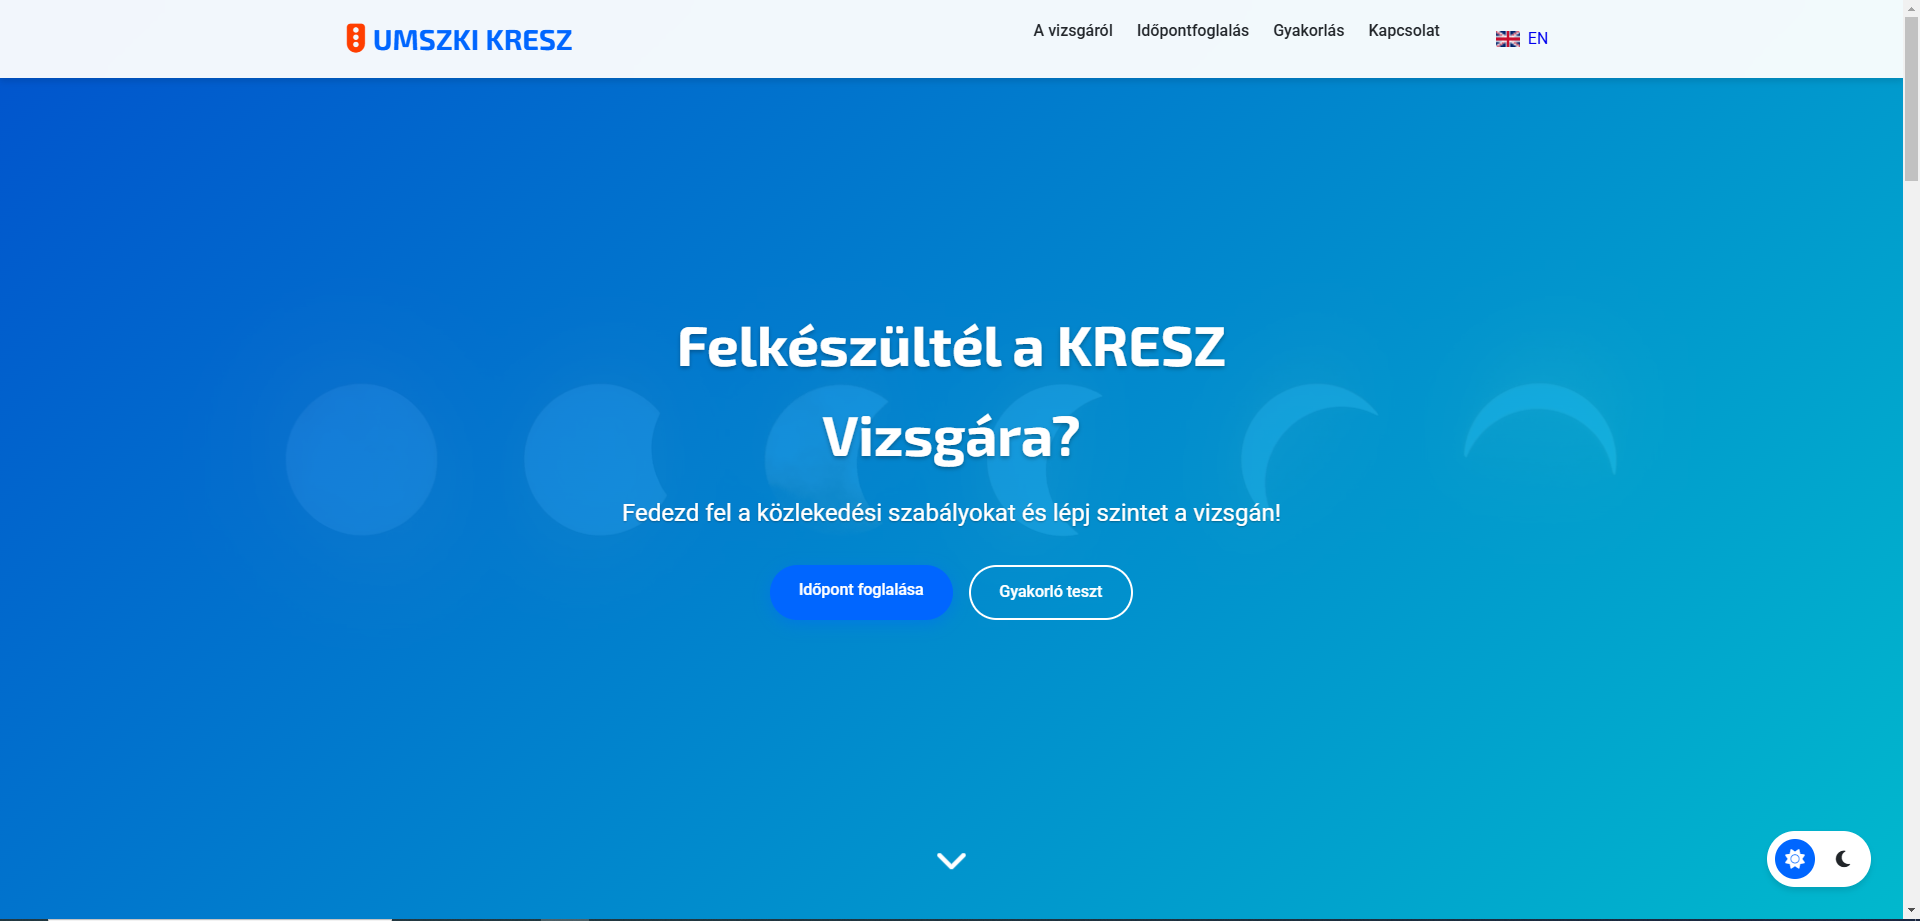 UMSZKI KRESZ
A vizsgáról Időpontfoglalás Gyakorlás Kapcsolat EN
Felkészültél a KRESZ
Vizsgára?
Fedezd fel a közlekedési szabályokat és lépj szintet a vizsgán!
Időpont foglalása Gyakorló teszt